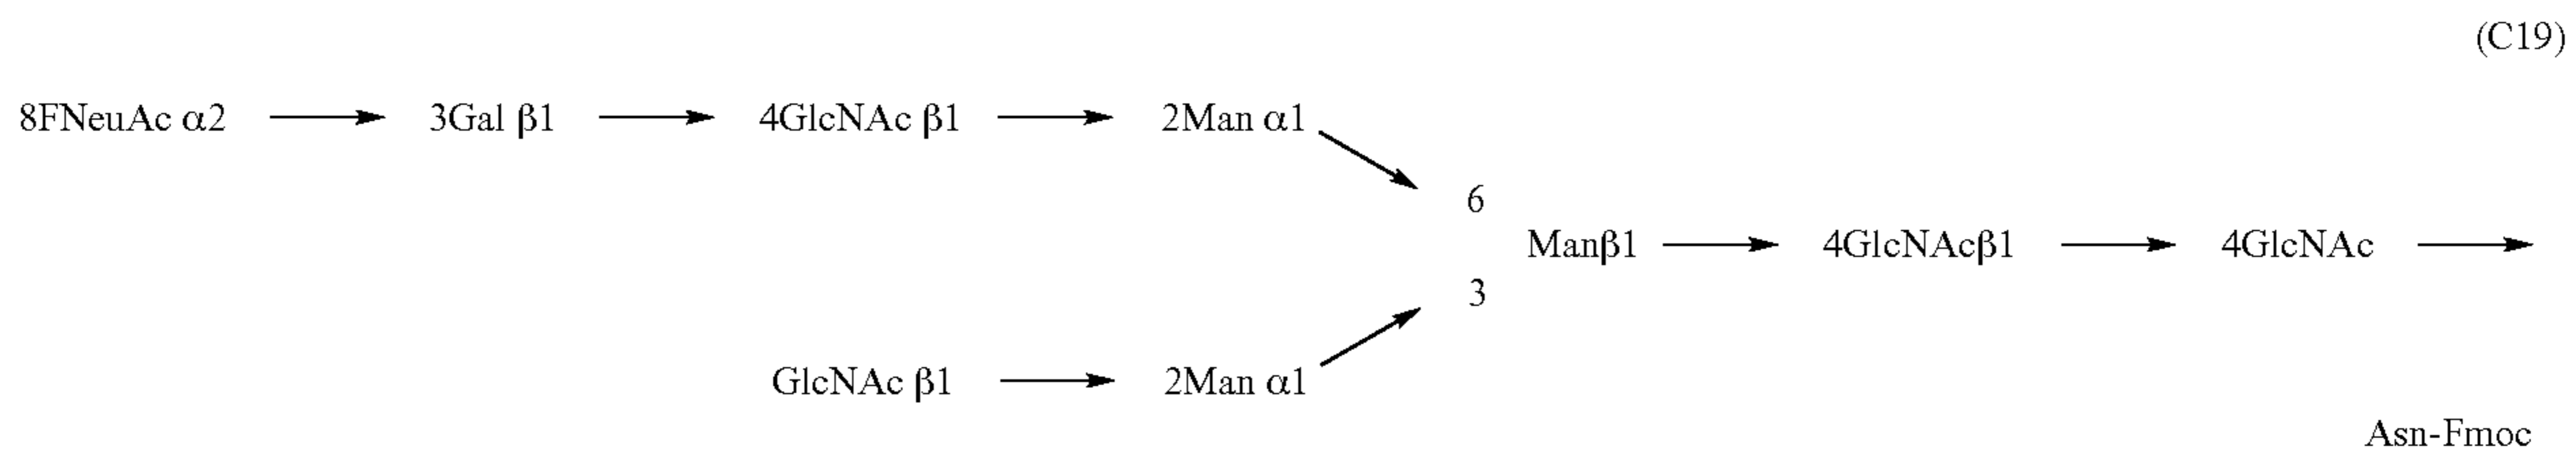 (C19)
8FNeuAc α2 → 3Gal β1 → 4GlcNAc β1 → 2Man α1
6
Manβ1 → 4GlcNAcβ1 → 4GlcNAc →
3
GlcNAc β1 → 2Man α1
Asn-Fmoc